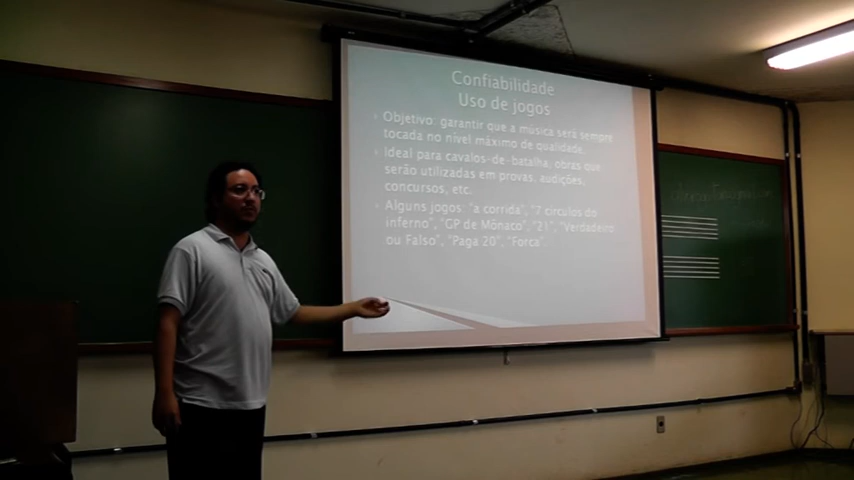 Confiabilidade
Uso de jogos
Objetivo: garantir que a música será sempre
tocada no nível máximo de qualidade.
Ideal para cavalos-de-batalha, obras que
serão utilizadas em provas, audições,
concursos, etc.
Alguns jogos: "a corrida", "7 círculos do
inferno", "GP de Mônaco", "21", "Verdadeiro
ou Falso", "Paga 20", "Forca".